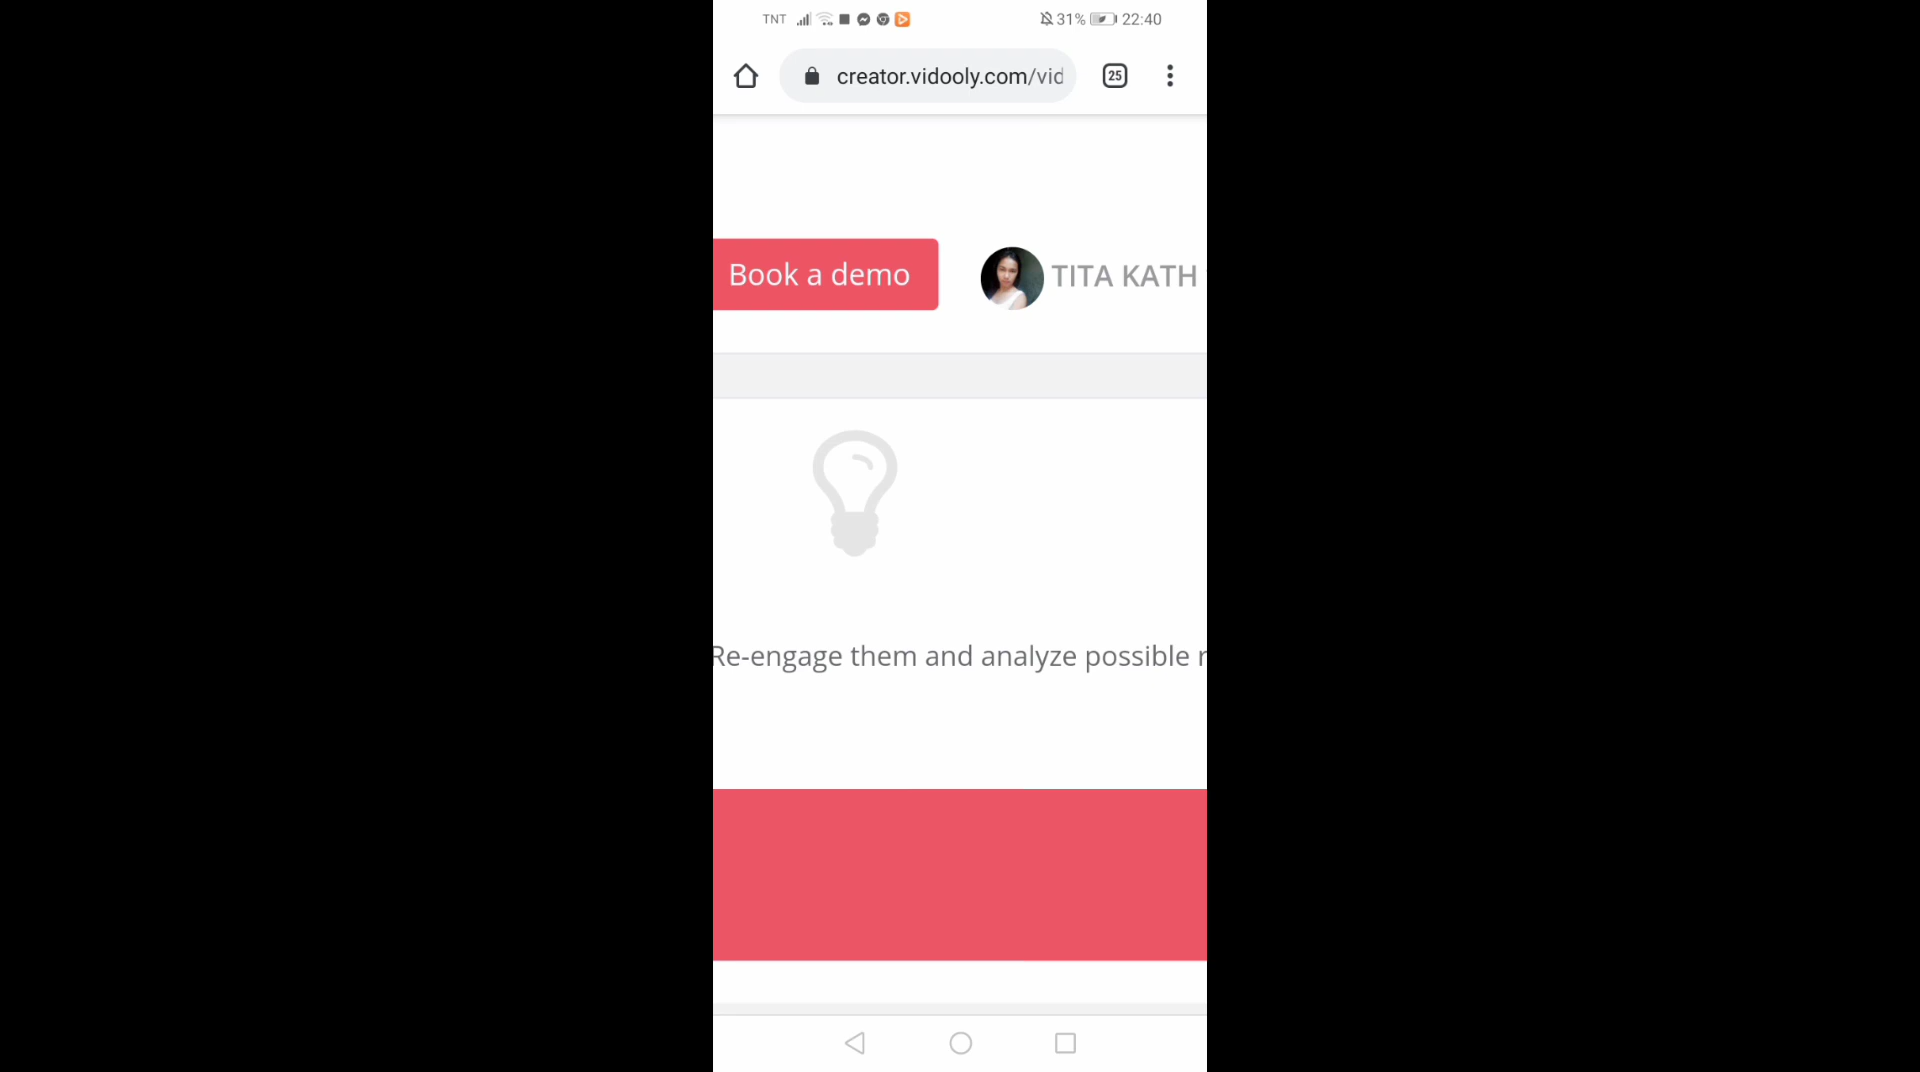 TNT 31% 22:40
creator.vidooly.com/vid 25
Book a demo TITA KATH
Re-engage them and analyze possible r